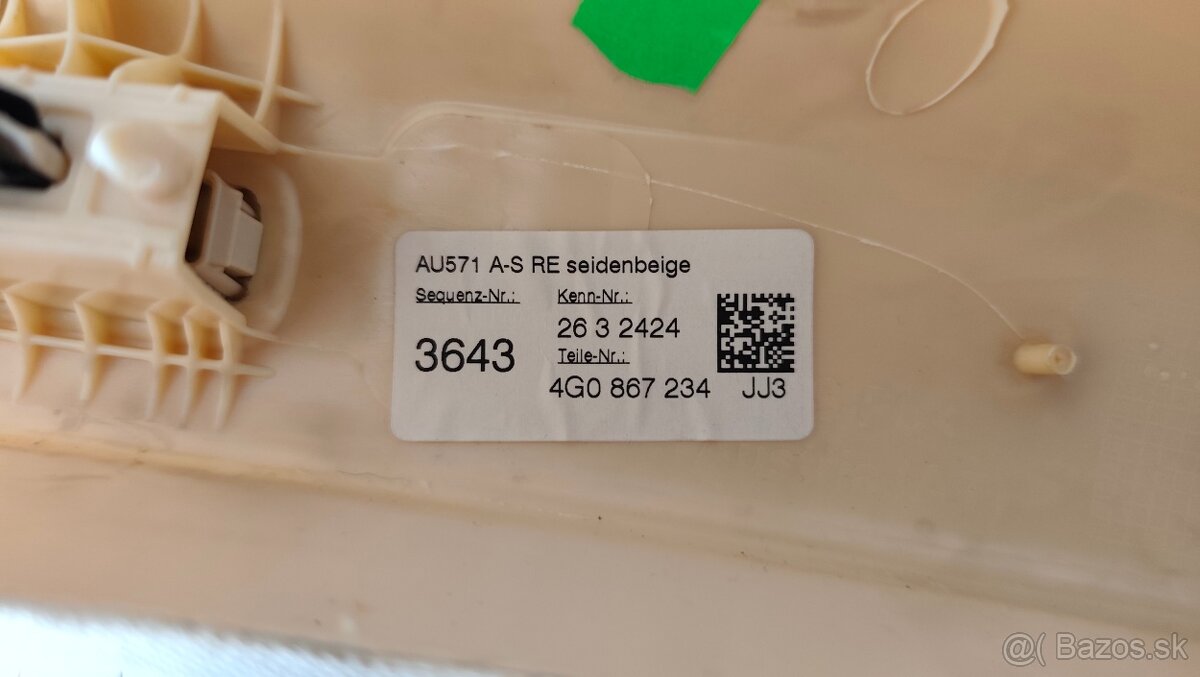 AU571 A-S RE seidenbeige
Sequenz-Nr.: Kenn-Nr.:
26 3 2424
3643
Teile-Nr.:
4G0 867 234 JJ3
@( Bazos.sk